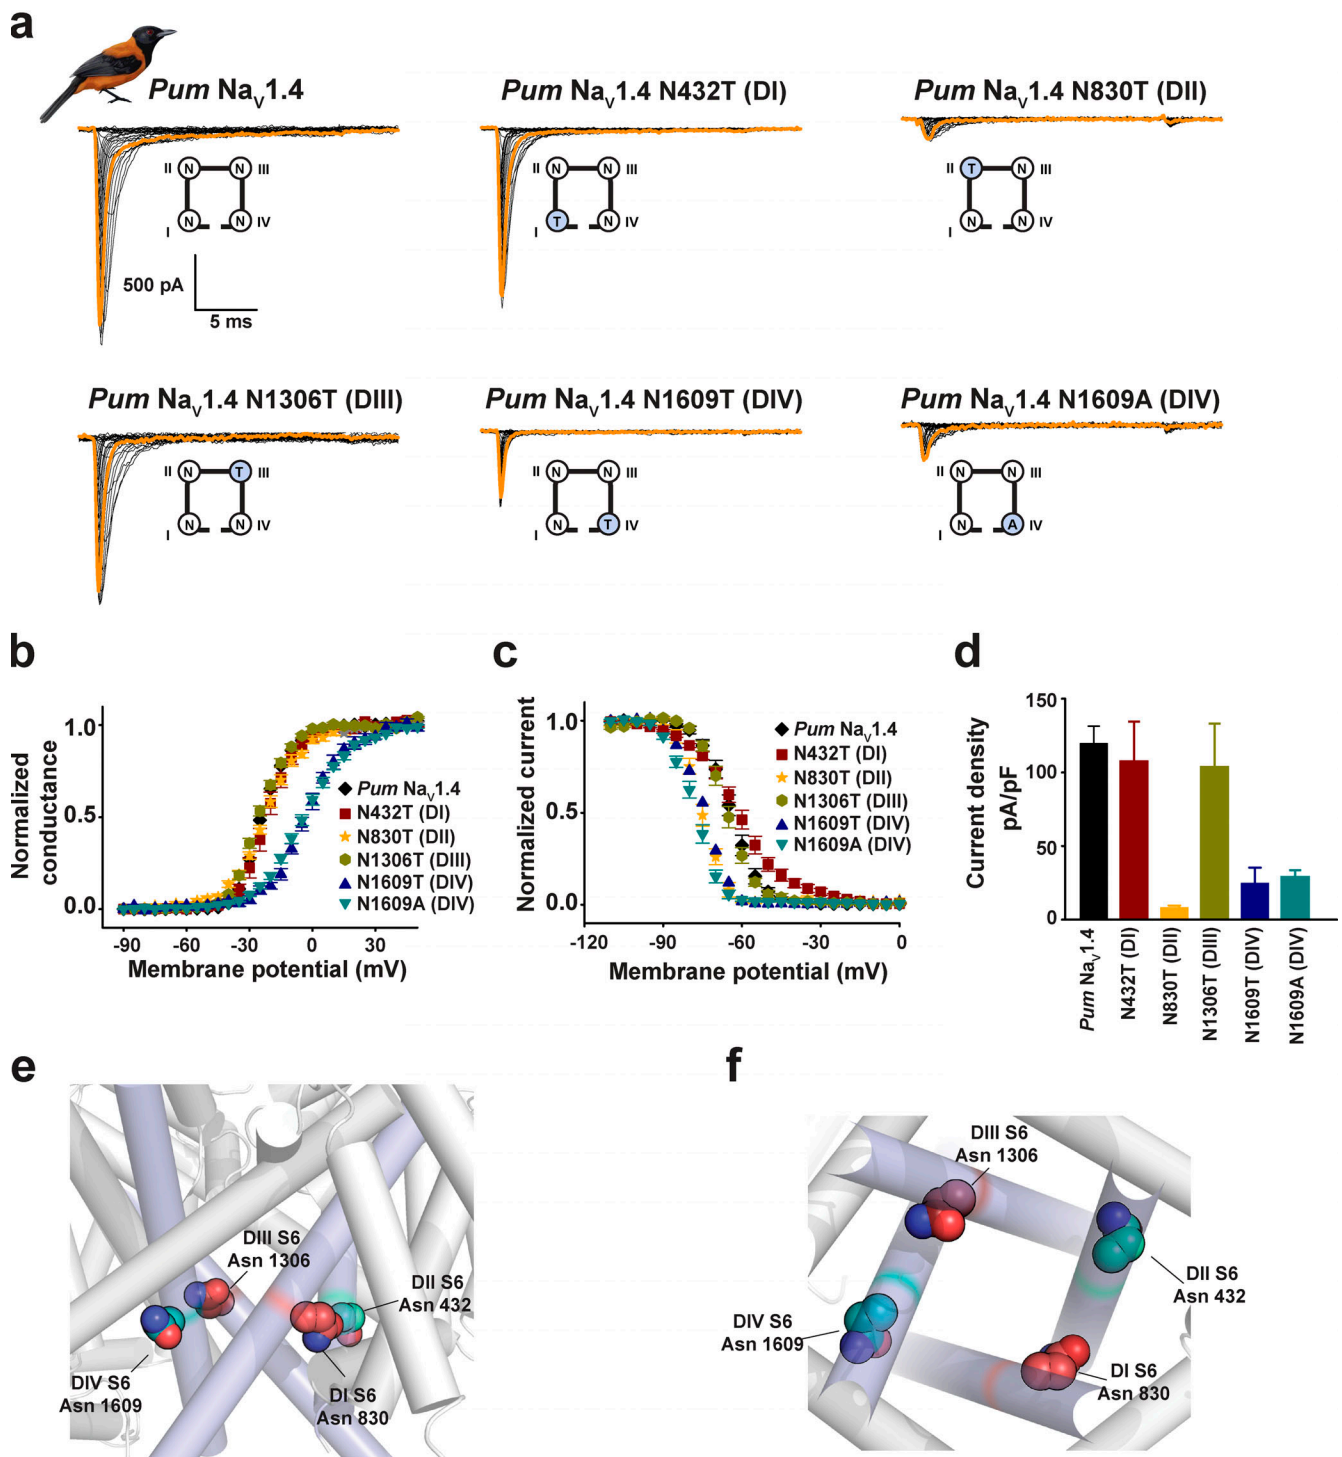 a
Pum NaV1.4
Pum NaV1.4 N432T (DI)
Pum NaV1.4 N830T (DII)
II N N III
I N N IV
500 pA
5 ms
II N N III
I T N IV
II T N III
I N N IV
Pum NaV1.4 N1306T (DIII)
Pum NaV1.4 N1609T (DIV)
Pum NaV1.4 N1609A (DIV)
II N T III
I N N IV
II N N III
I N T IV
II N N III
I N A IV
b
Normalized
conductance
1.0
0.5
0.0
-90 -60 -30 0 30
Membrane potential (mV)
Pum NaV1.4
N432T (DI)
N830T (DII)
N1306T (DIII)
N1609T (DIV)
N1609A (DIV)
c
Normalized current
1.0
0.5
0.0
-120 -90 -60 -30 0
Membrane potential (mV)
Pum NaV1.4
N432T (DI)
N830T (DII)
N1306T (DIII)
N1609T (DIV)
N1609A (DIV)
d
Current density
pA/pF
150
100
50
0
Pum NaV1.4
N432T (DI)
N830T (DII)
N1306T (DIII)
N1609T (DIV)
N1609A (DIV)
e
DIII S6
Asn 1306
DII S6
Asn 432
DIV S6
Asn 1609
DI S6
Asn 830
f
DIII S6
Asn 1306
DII S6
Asn 432
DIV S6
Asn 1609
DI S6
Asn 830